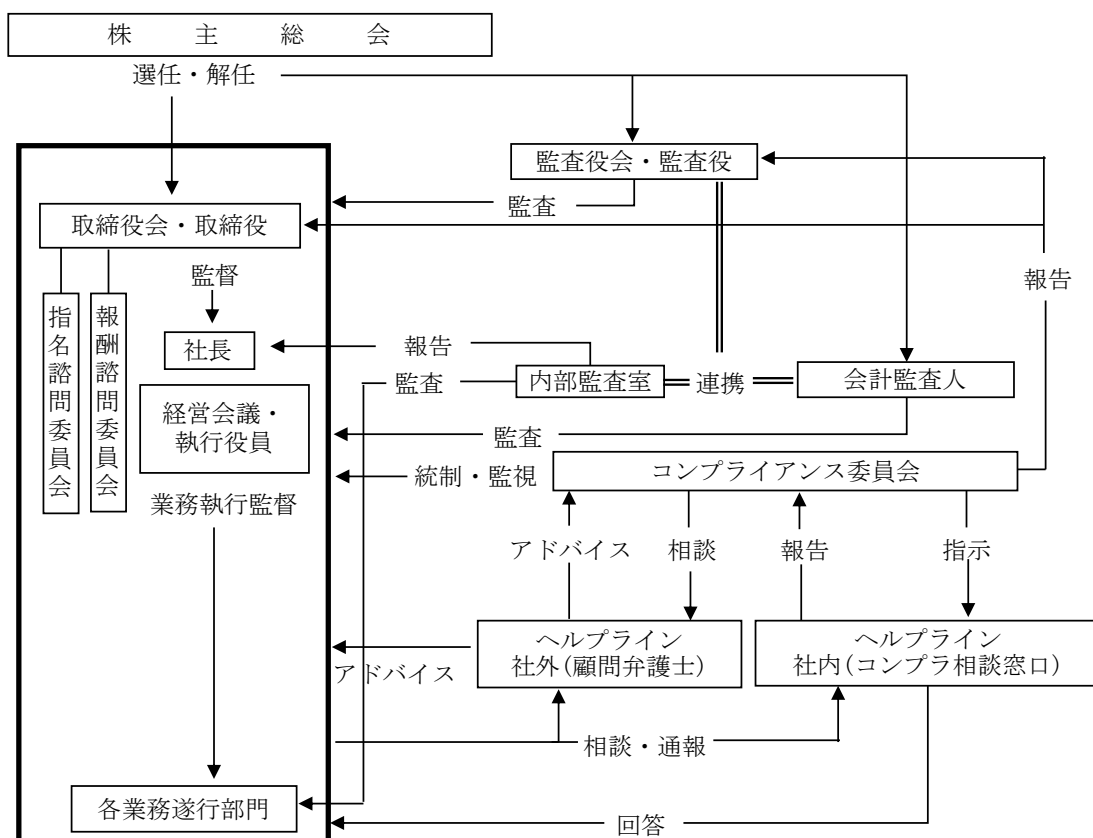 株主総会
選任・解任
監査役会・監査役
監査
取締役会・取締役
監督
報告
指名諮問委員会
報酬諮問委員会
社長
報告
監査
内部監査室
連携
会計監査人
経営会議・
執行役員
監査
統制・監視
コンプライアンス委員会
業務執行監督
アドバイス
相談
報告
指示
ヘルプライン
社外(顧問弁護士)
ヘルプライン
社内(コンプラ相談窓口)
アドバイス
相談・通報
各業務遂行部門
回答